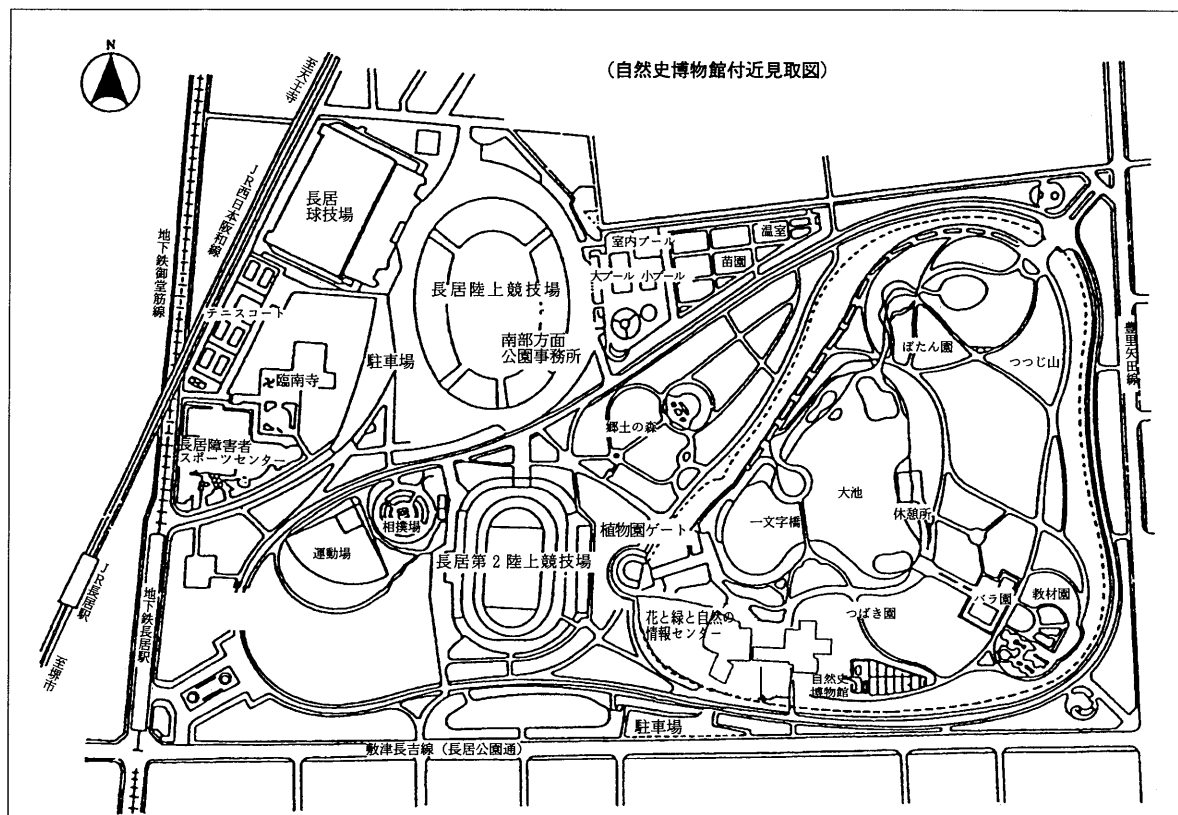 N
(自然史博物館付近見取図)
至天王寺
JR西日本阪和線
地下鉄御堂筋線
長居
球技場
室内プール
温室
大プール
小プール
苗園
長居陸上競技場
テニスコート
南部方面
公園事務所
駐車場
ぼたん園
つつじ山
豊里矢田線
臨南寺
郷土の森
長居障害者
スポーツセンター
大池
休憩所
一文字橋
植物園ゲート
相撲場
運動場
長居第2陸上競技場
JR長居駅
地下鉄長居駅
至堺市
バラ園
教材園
つばき園
花と緑と自然の
情報センター
自然史
博物館
駐車場
敷津長吉線(長居公園通)